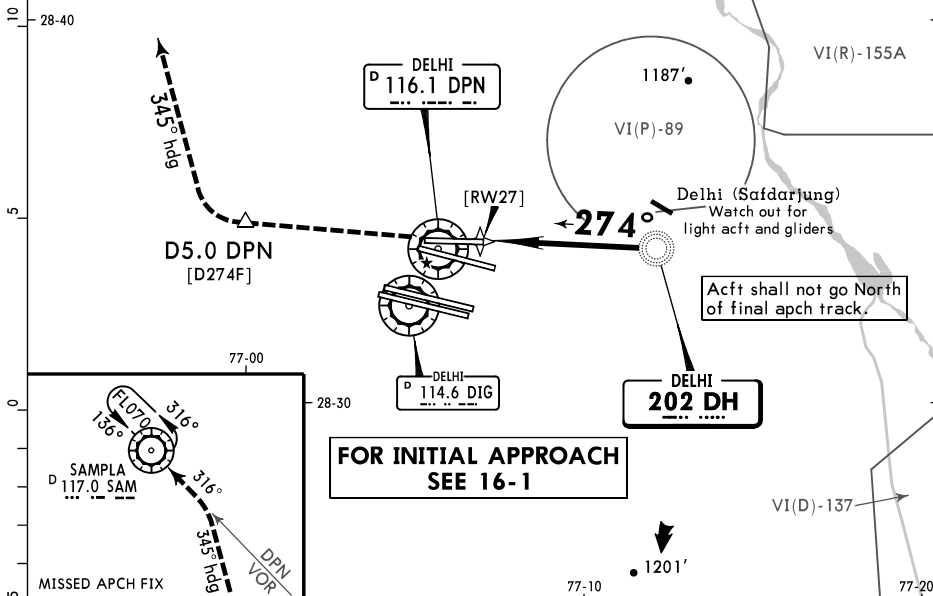 10
28-40
DELHI
D 116.1 DPN
1187'
VI(R)-155A
VI(P)-89
345° hdg
[RW27]
5
274°
Delhi (Safdarjung)
Watch out for
light acft and gliders
D5.0 DPN
[D274F]
Acft shall not go North
of final apch track.
77-00
DELHI
D 114.6 DIG
DELHI
202 DH
0
28-30
FL070
316°
136°
FOR INITIAL APPROACH
SEE 16-1
SAMPLA
D 117.0 SAM
316°
345° hdg
DPN
VOR
VI(D)-137
1201'
MISSED APCH FIX
5
77-10
77-20